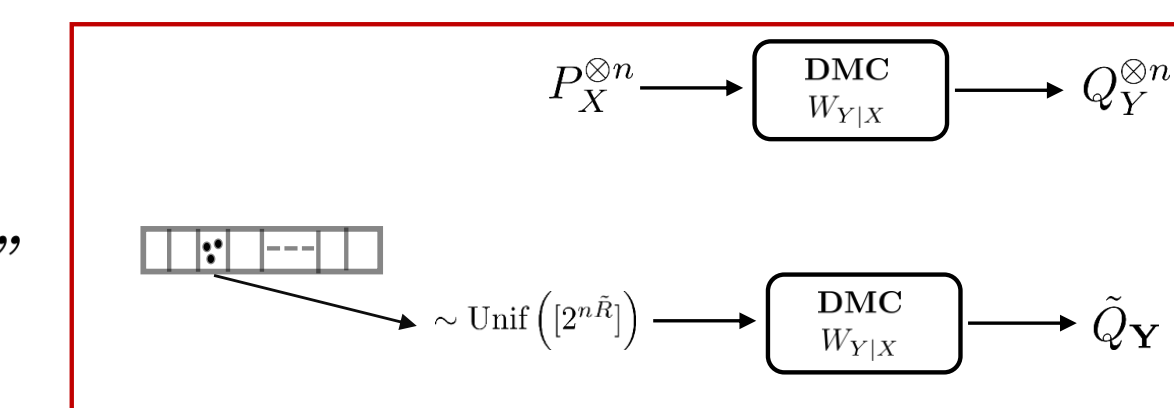 P_X^{⊗n} DMC W_{Y|X} Q_Y^{⊗n}
”
∼ Unif ([2^{nR̃}]) DMC W_{Y|X} Q̃_𝐘